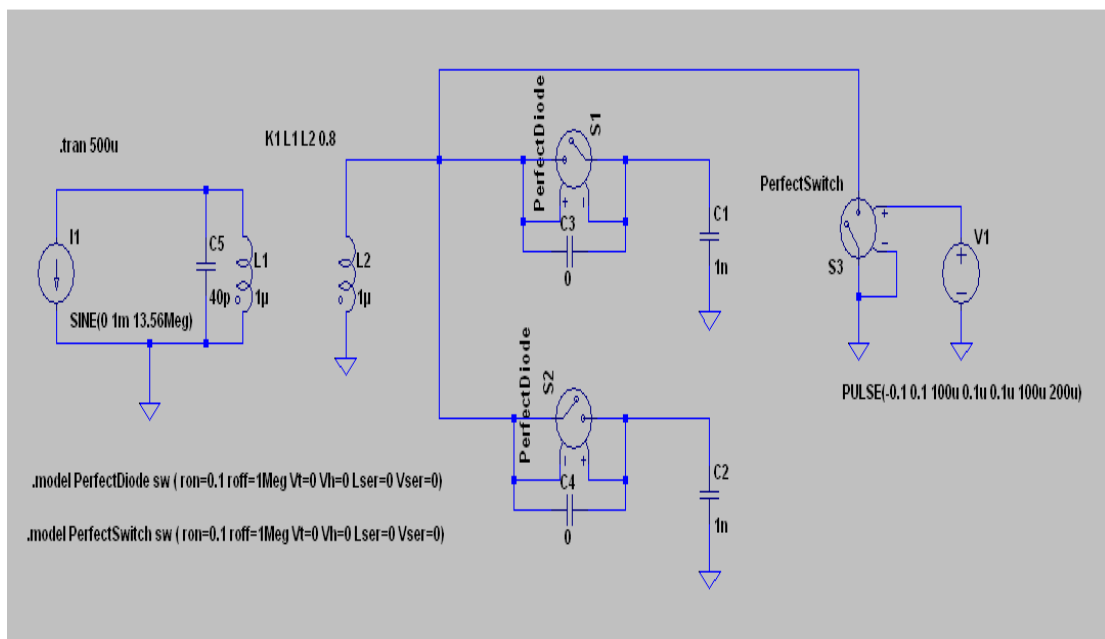 .tran 500u
K1 L1 L2 0.8
I1
SINE(0 1m 13.56Meg)
C5
40p
L1
1µ
L2
1µ
PerfectDiode
S1
+ -
C3
0
C1
1n
PerfectSwitch
+
-
S3
V1
+
-
PULSE(-0.1 0.1 100u 0.1u 0.1u 100u 200u)
PerfectDiode
S2
- +
C4
0
C2
1n
.model PerfectDiode sw ( ron=0.1 roff=1Meg Vt=0 Vh=0 Lser=0 Vser=0)
.model PerfectSwitch sw ( ron=0.1 roff=1Meg Vt=0 Vh=0 Lser=0 Vser=0)